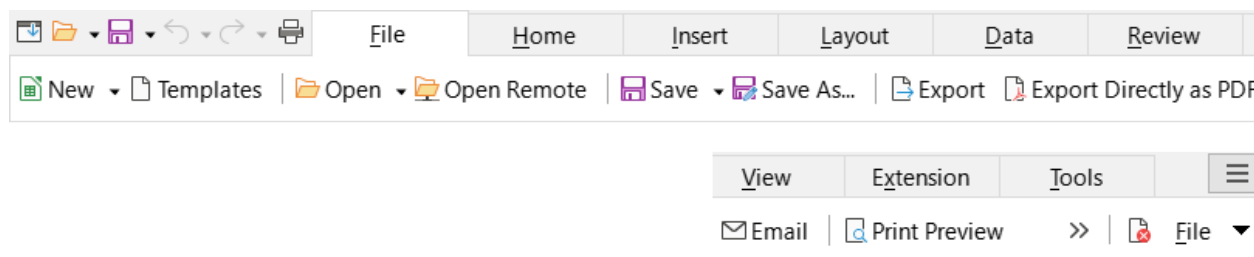 File Home Insert Layout Data Review
New Templates Open Open Remote Save Save As... Export Export Directly as PDF
View Extension Tools
Email Print Preview File